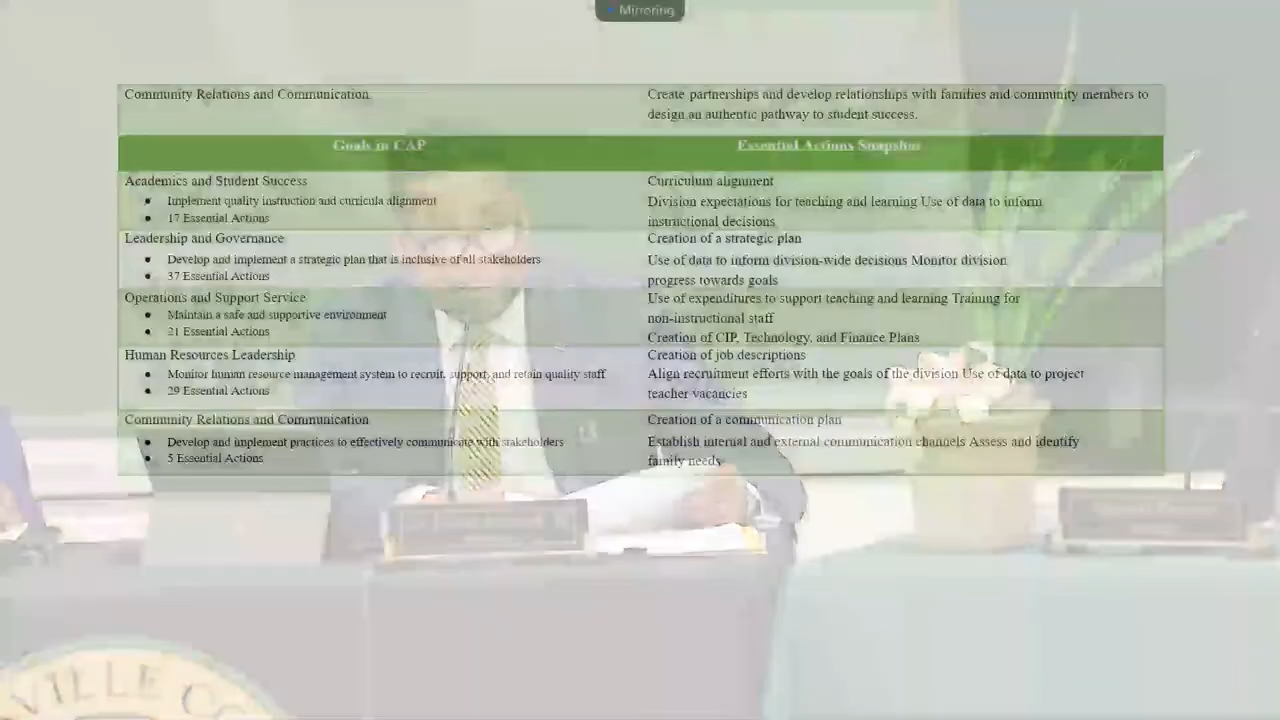 Mirroring
Community Relations and Communication
Create partnerships and develop relationships with families and community members to
design an authentic pathway to student success.
Goals in CAP
Essential Actions Snapshot
Academics and Student Success
• Implement quality instruction and curricula alignment
• 17 Essential Actions
Curriculum alignment
Division expectations for teaching and learning Use of data to inform
instructional decisions
Leadership and Governance
• Develop and implement a strategic plan that is inclusive of all stakeholders
• 37 Essential Actions
Creation of a strategic plan
Use of data to inform division-wide decisions Monitor division
progress towards goals
Operations and Support Service
• Maintain a safe and supportive environment
• 21 Essential Actions
Use of expenditures to support teaching and learning Training for
non-instructional staff
Creation of CIP, Technology, and Finance Plans
Human Resources Leadership
• Monitor human resource management system to recruit, support, and retain quality staff
• 29 Essential Actions
Creation of job descriptions
Align recruitment efforts with the goals of the division Use of data to project
teacher vacancies
Community Relations and Communication
• Develop and implement practices to effectively communicate with stakeholders
• 5 Essential Actions
Creation of a communication plan
Establish internal and external communication channels Assess and identify
family needs
VILLE CO